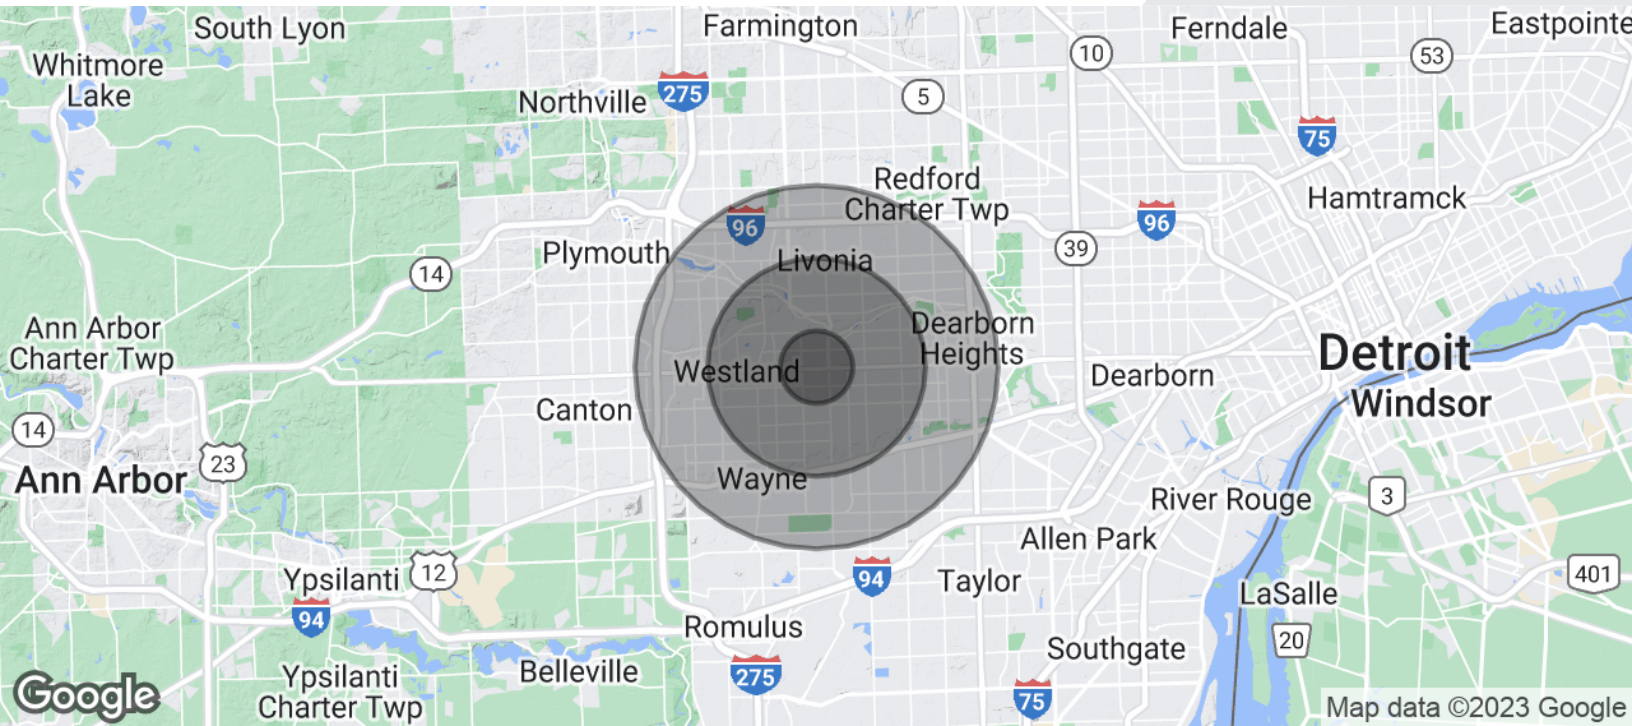 South Lyon
Farmington
Ferndale
Eastpointe
10
53
Whitmore
Lake
275
Northville
5
75
Redford
Charter Twp
Hamtramck
96
96
39
Plymouth
Livonia
14
Ann Arbor
Charter Twp
Dearborn
Heights
Detroit
Westland
Dearborn
Canton
Windsor
14
23
Ann Arbor
Wayne
3
River Rouge
Allen Park
12
Ypsilanti
94
Taylor
401
LaSalle
94
Romulus
20
Southgate
Belleville
275
Ypsilanti
Charter Twp
75
Google
Map data ©2023 Google